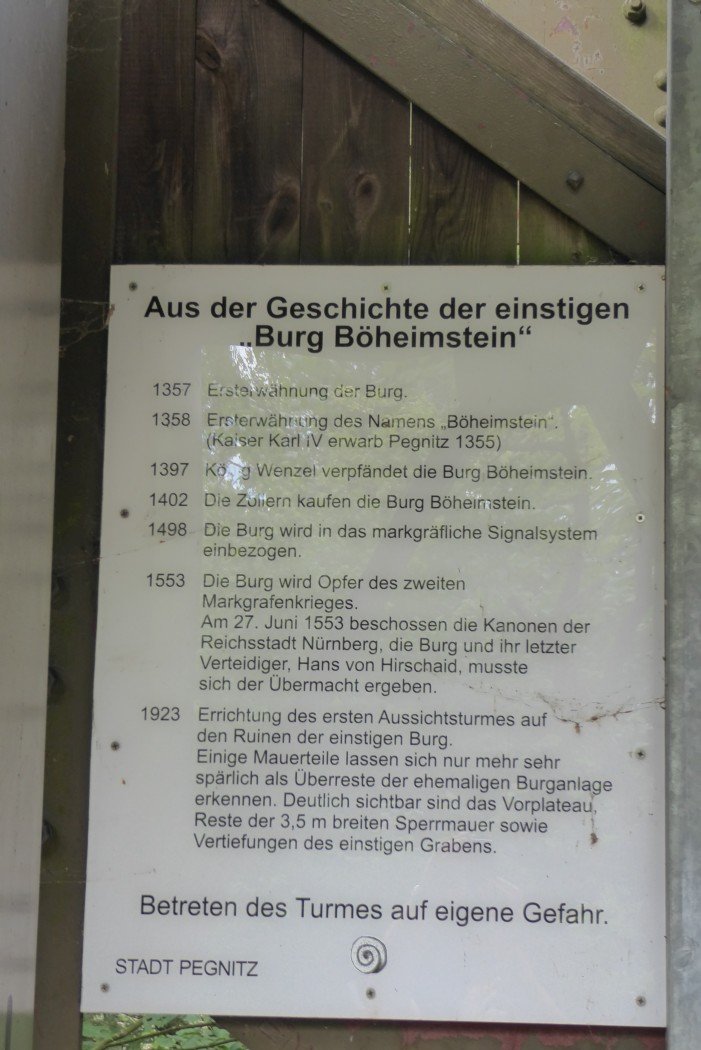 Aus der Geschichte der einstigen
„Burg Böheimstein“
1357 Ersterwähnung der Burg.
1358 Ersterwähnung des Namens „Böheimstein“.
(Kaiser Karl IV erwarb Pegnitz 1355)
1397 König Wenzel verpfändet die Burg Böheimstein.
1402 Die Zollern kaufen die Burg Böheimstein.
1498 Die Burg wird in das markgräfliche Signalsystem
einbezogen.
1553 Die Burg wird Opfer des zweiten
Markgrafenkrieges.
Am 27. Juni 1553 beschossen die Kanonen der
Reichsstadt Nürnberg, die Burg und ihr letzter
Verteidiger, Hans von Hirschaid, musste
sich der Übermacht ergeben.
1923 Errichtung des ersten Aussichtsturmes auf
den Ruinen der einstigen Burg.
Einige Mauerteile lassen sich nur mehr sehr
spärlich als Überreste der ehemaligen Burganlage
erkennen. Deutlich sichtbar sind das Vorplateau,
Reste der 3,5 m breiten Sperrmauer sowie
Vertiefungen des einstigen Grabens.
Betreten des Turmes auf eigene Gefahr.
STADT PEGNITZ